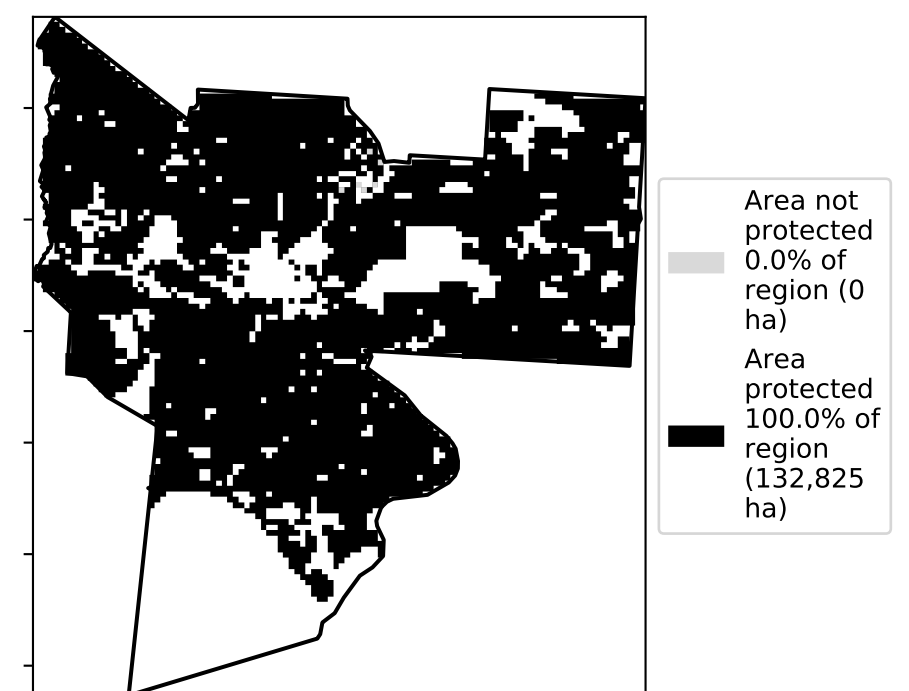 Area not
protected
0.0% of
region (0
ha)
Area
protected
100.0% of
region
(132,825
ha)